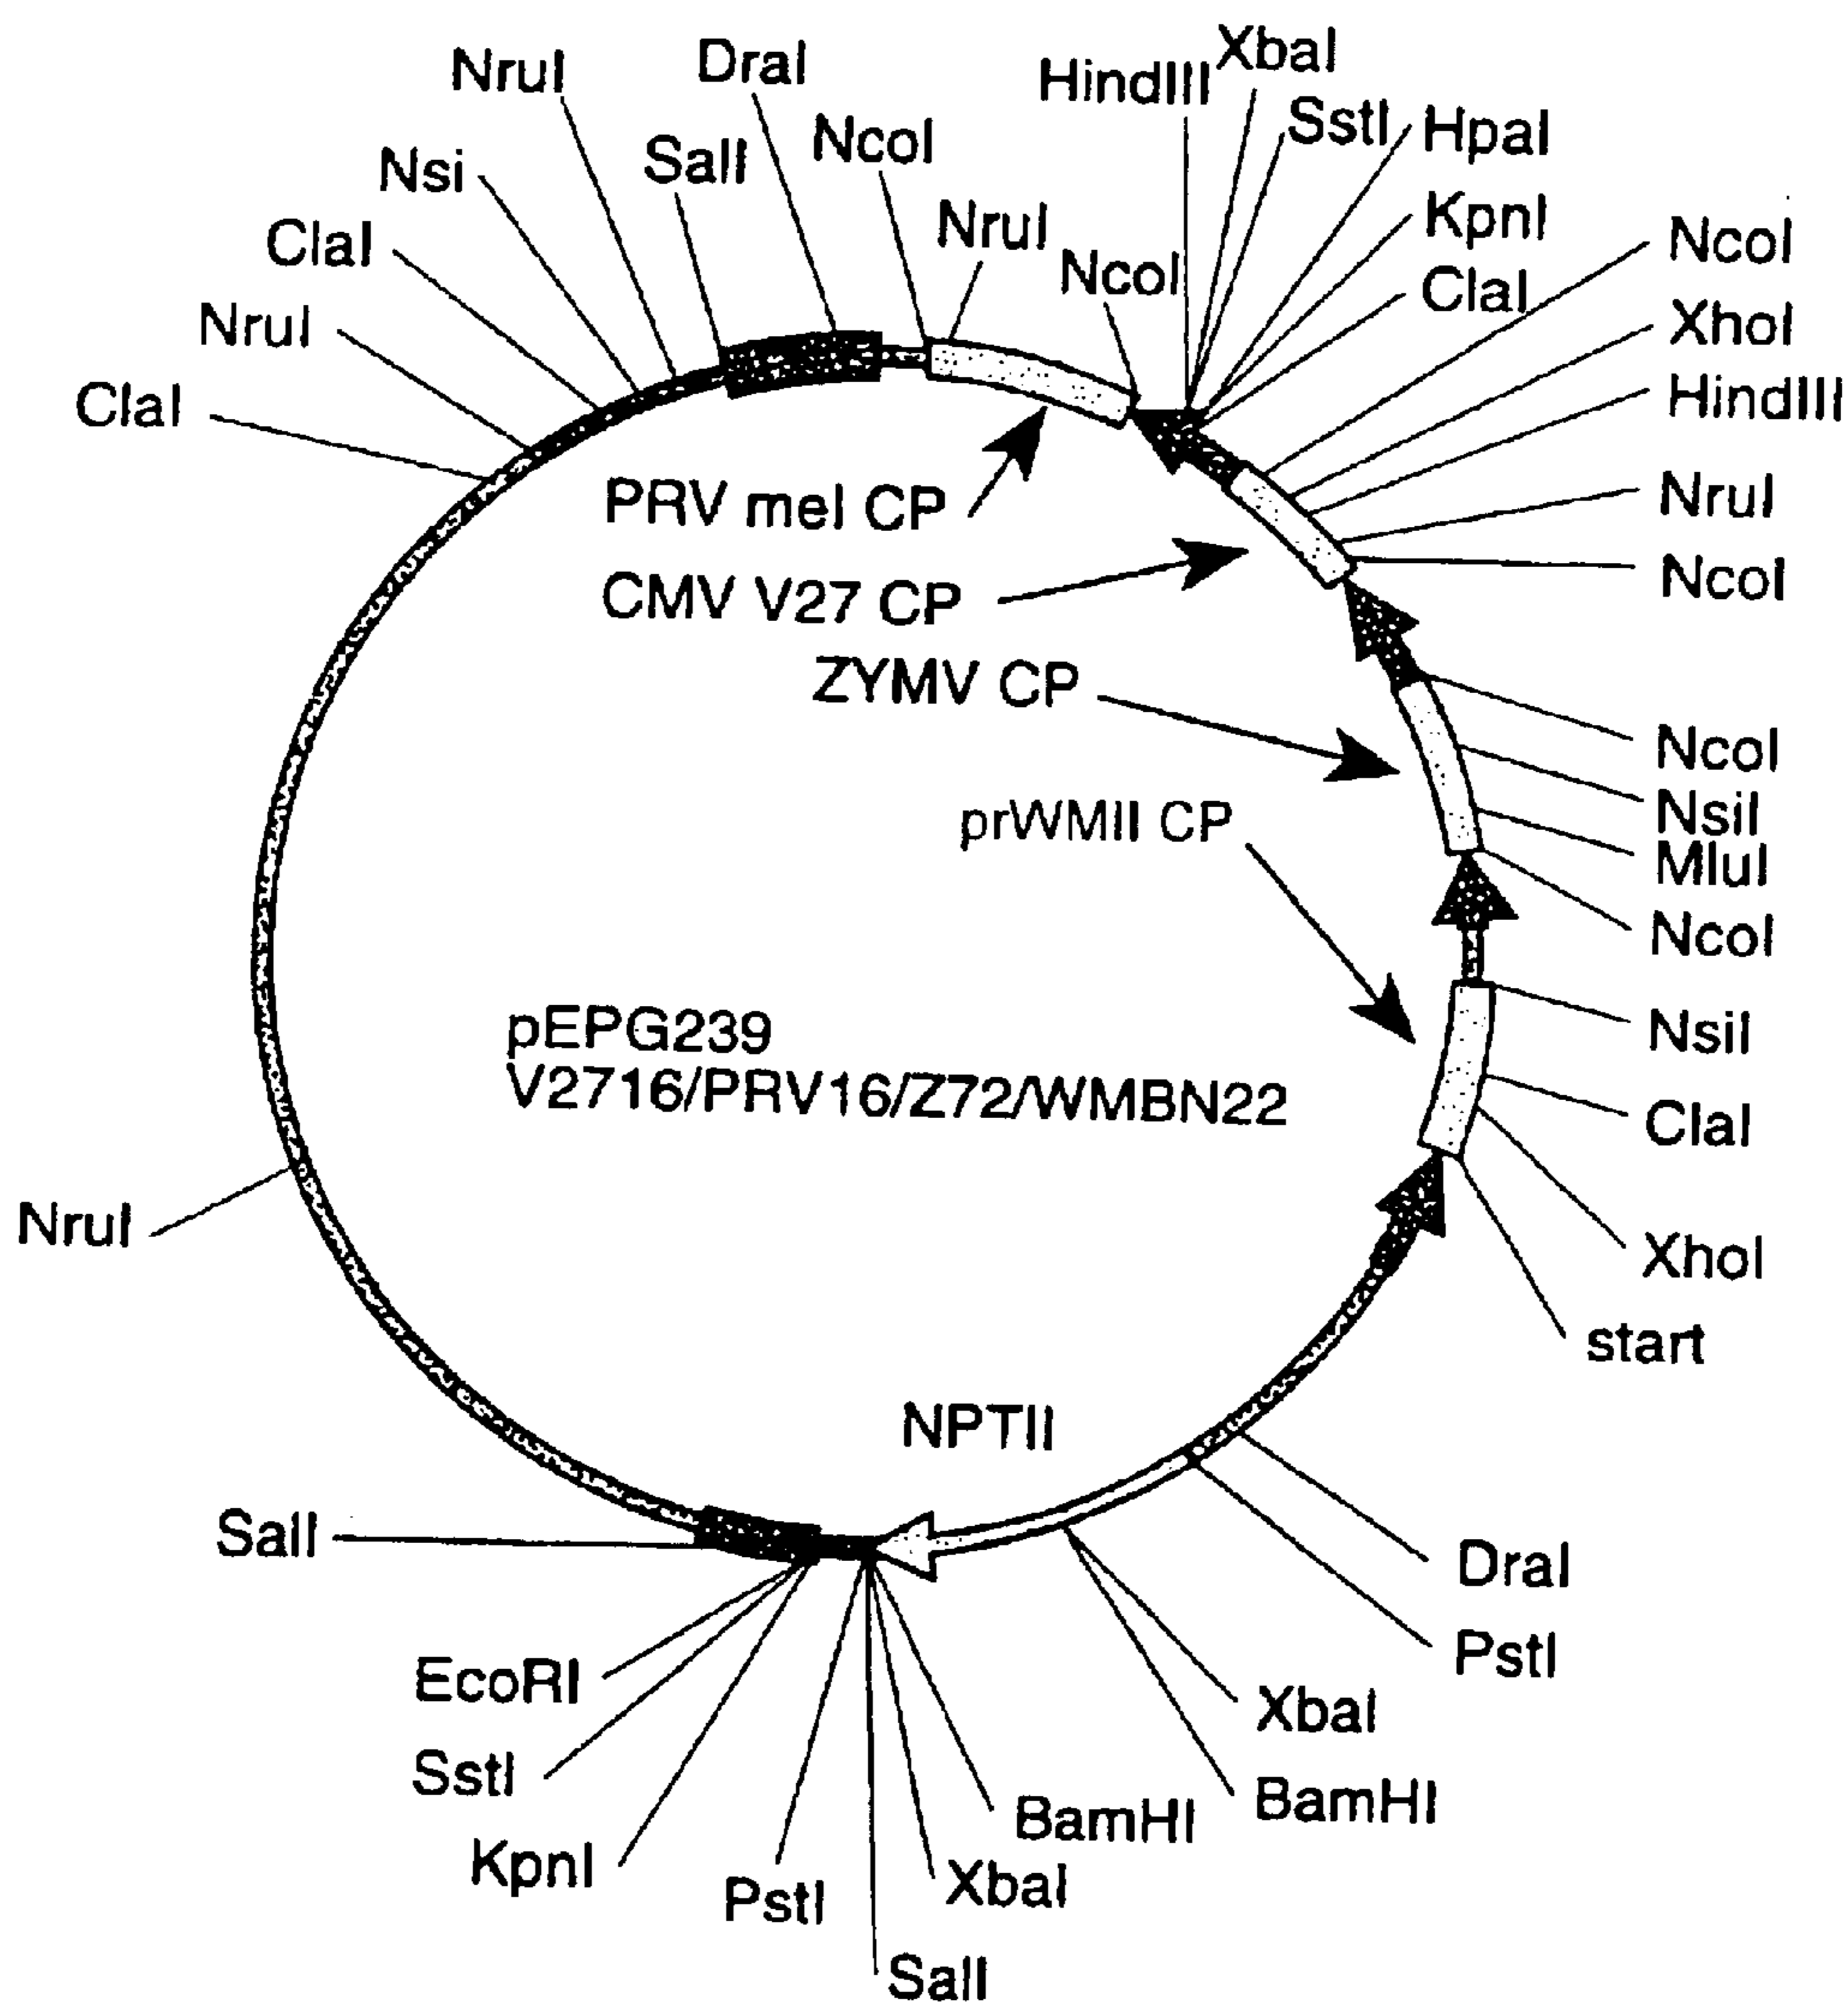 NruI
DraI
HindIII
XbaI
SstI
HpaI
Nsi
SalI
NcoI
KpnI
ClaI
NruI
NcoI
ClaI
NcoI
NruI
XhoI
ClaI
HindIII
PRV mel CP
NruI
CMV V27 CP
NcoI
ZYMV CP
NcoI
NsiI
prWMII CP
MluI
NcoI
pEPG239
V2716/PRV16/Z72/WMBN22
NsiI
ClaI
NruI
XhoI
start
NPTII
SalI
DraI
PstI
EcoRI
XbaI
SstI
BamHI
BamHI
KpnI
PstI
XbaI
SalI